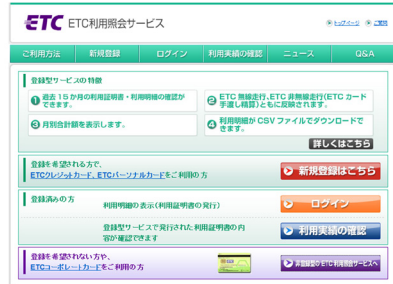 ETC ETC利用照会サービス
トップページ ご質問
ご利用方法 新規登録 ログイン 利用実績の確認 ニュース Q&A
登録型サービスの特徴
1 過去15か月の利用証明書・利用明細の確認が
できます。
2 ETC無線走行、ETC非無線走行(ETCカード
手渡し精算)ともに反映されます。
3 月別合計額を表示します。
4 利用明細がCSVファイルでダウンロードで
きます。
詳しくはこちら
登録を希望される方で、
ETCクレジットカード、ETCパーソナルカードをご利用の方
新規登録はこちら
登録済みの方
利用明細の表示(利用証明書の発行)
ログイン
登録型サービスで発行された利用証明書の内
容が確認できます
利用実績の確認
登録を希望されない方や、
ETCコーポレートカードをご利用の方
非登録型のETC利用照会サービスへ